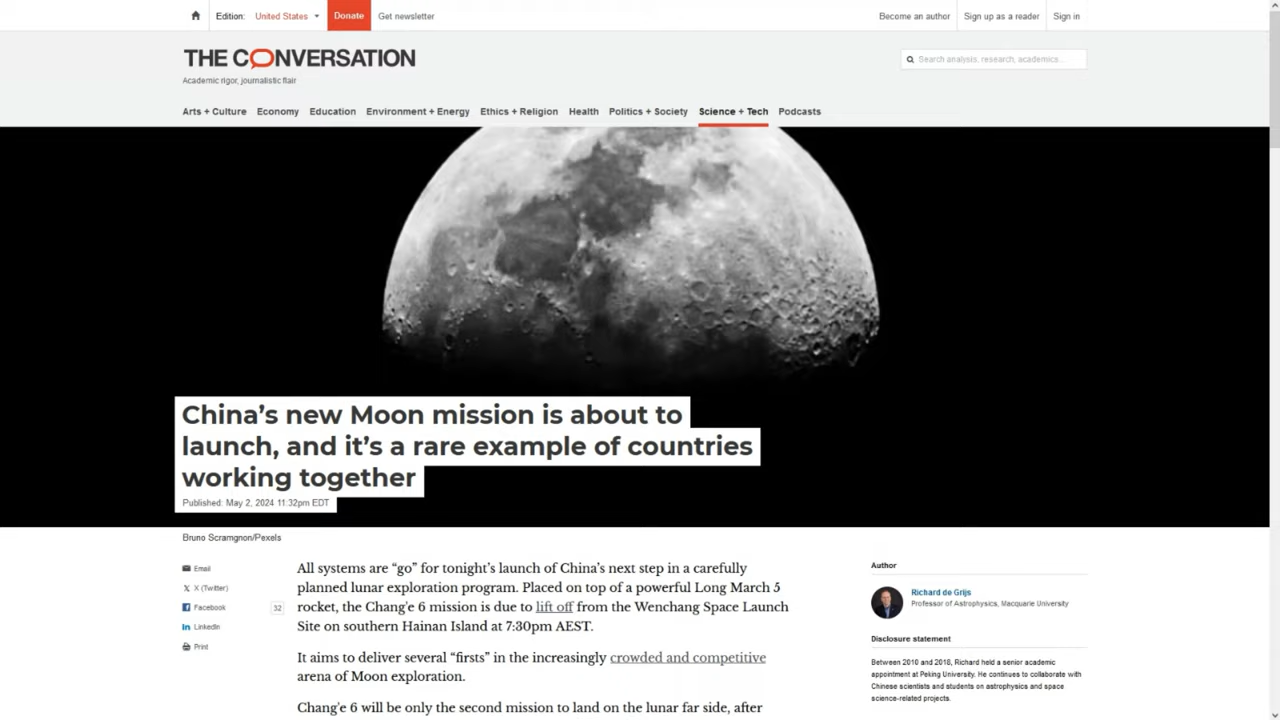 Edition: United States Donate Get newsletter Become an author Sign up as a reader Sign in
THE CONVERSATION
Academic rigor, journalistic flair
Search analysis, research, academics...
Arts + Culture Economy Education Environment + Energy Ethics + Religion Health Politics + Society Science + Tech Podcasts
China's new Moon mission is about to
launch, and it's a rare example of countries
working together
Published: May 2, 2024 11:32pm EDT
Bruno Scramgnon/Pexels
Email
X (Twitter)
Facebook 32
LinkedIn
Print
All systems are “go” for tonight's launch of China's next step in a carefully
planned lunar exploration program. Placed on top of a powerful Long March 5
rocket, the Chang'e 6 mission is due to lift off from the Wenchang Space Launch
Site on southern Hainan Island at 7:30pm AEST.
It aims to deliver several “firsts” in the increasingly crowded and competitive
arena of Moon exploration.
Chang'e 6 will be only the second mission to land on the lunar far side, after
Author
Richard de Grijs
Professor of Astrophysics, Macquarie University
Disclosure statement
Between 2010 and 2018, Richard held a senior academic
appointment at Peking University. He continues to collaborate with
Chinese scientists and students on astrophysics and space
science-related projects.